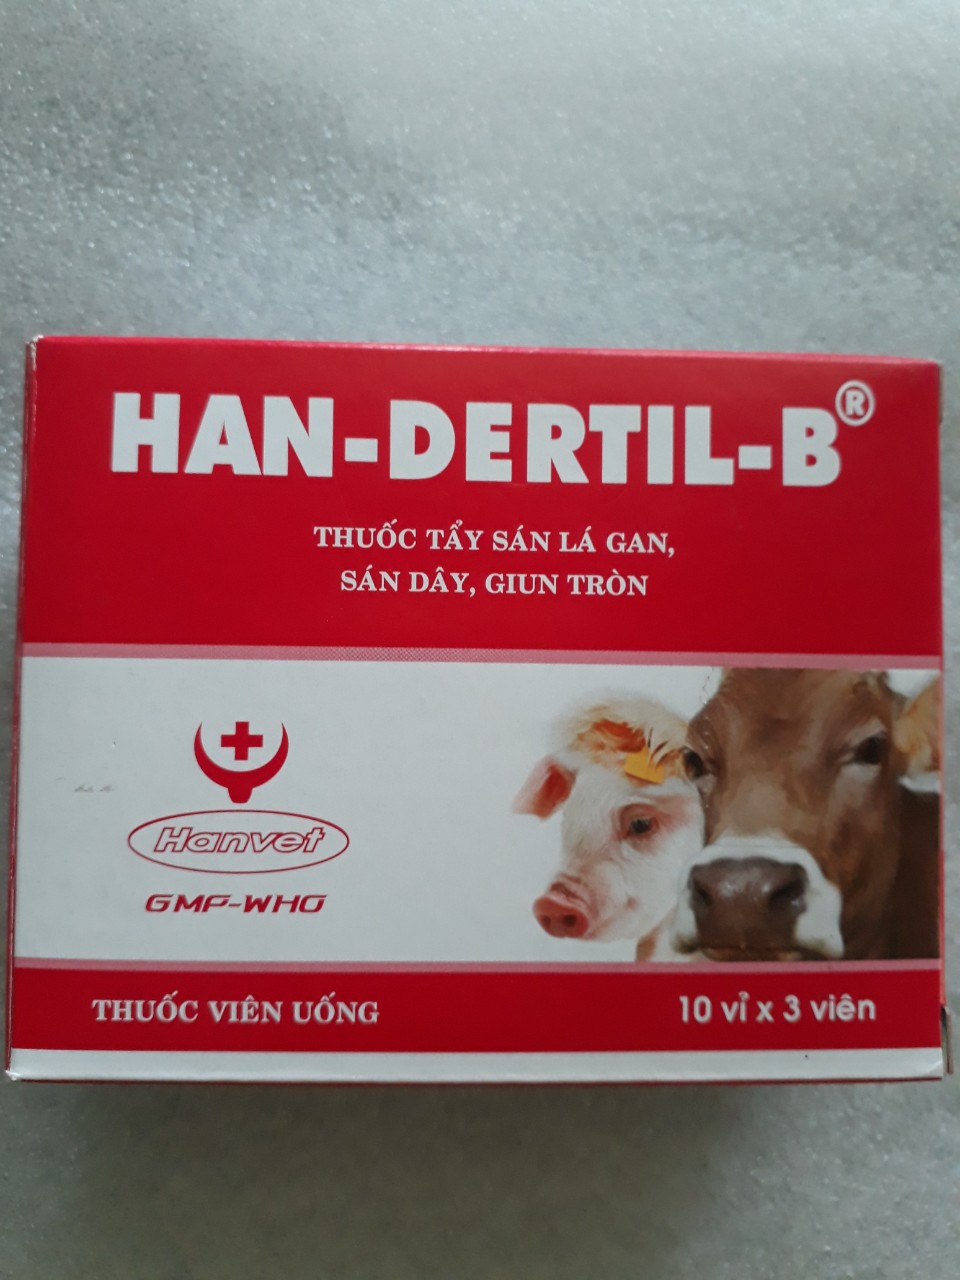 HAN-DERTIL-B®
THUỐC TẨY SÁN LÁ GAN,
SÁN DÂY, GIUN TRÒN
Hanvet
GMP-WHO
THUỐC VIÊN UỐNG
10 vỉ x 3 viên